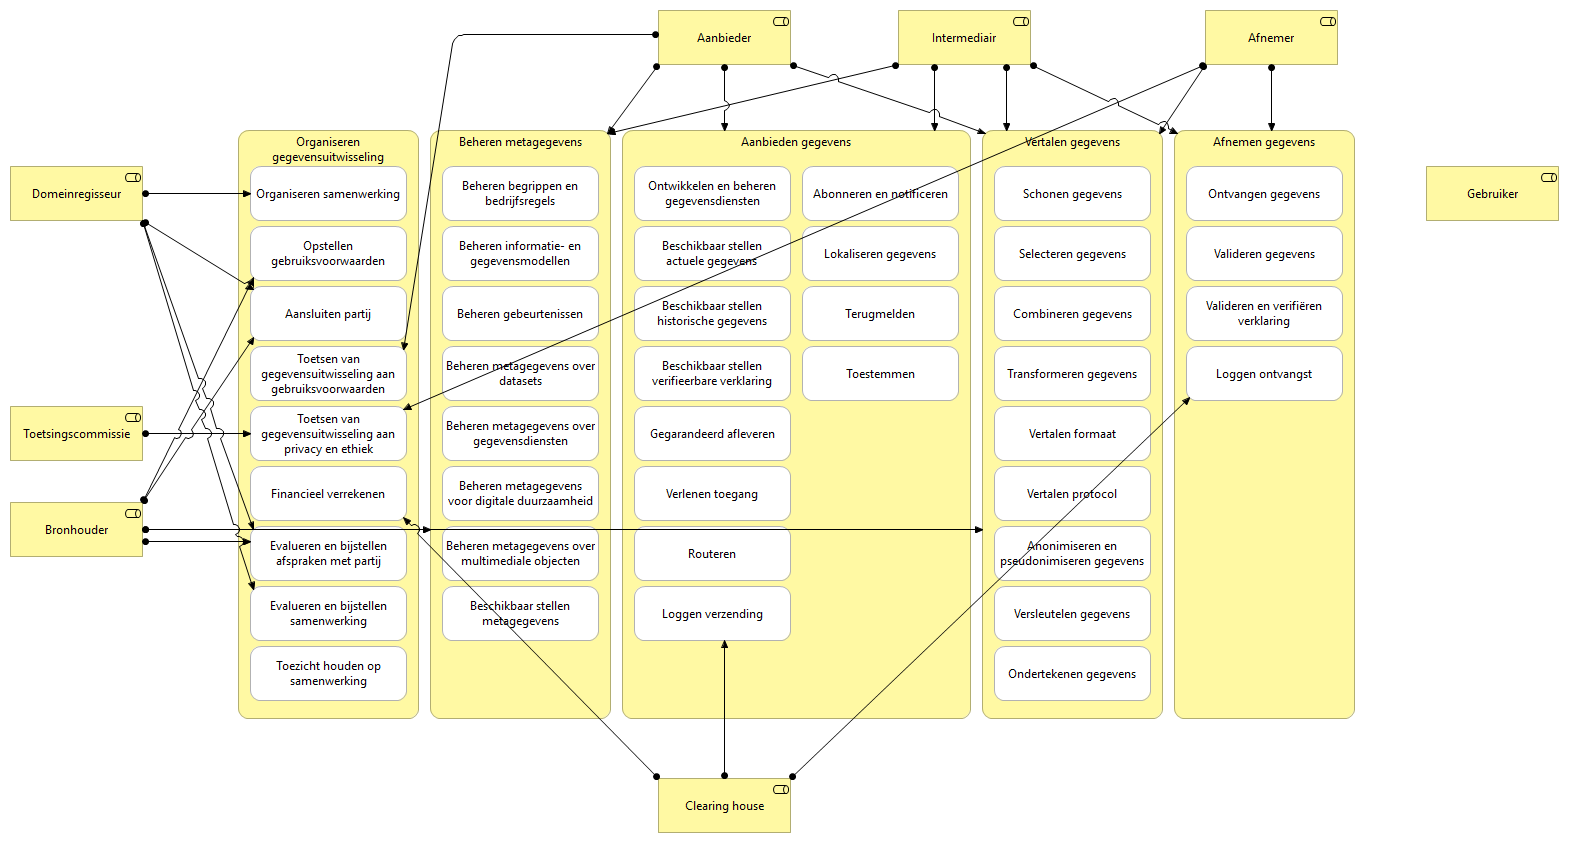 Aanbieder
Intermediair
Afnemer
Organiseren
gegevensuitwisseling
Beheren metagegevens
Aanbieden gegevens
Vertalen gegevens
Afnemen gegevens
Domeinregisseur
Toetsingscommissie
Bronhouder
Organiseren samenwerking
Opstellen
gebruiksvoorwaarden
Aansluiten partij
Toetsen van
gegevensuitwisseling aan
gebruiksvoorwaarden
Toetsen van
gegevensuitwisseling aan
privacy en ethiek
Financieel verrekenen
Evalueren en bijstellen
afspraken met partij
Evalueren en bijstellen
samenwerking
Toezicht houden op
samenwerking
Beheren begrippen en
bedrijfsregels
Beheren informatie- en
gegevensmodellen
Beheren gebeurtenissen
Beheren metagegevens over
datasets
Beheren metagegevens over
gegevensdiensten
Beheren metagegevens
voor digitale duurzaamheid
Beheren metagegevens over
multimediale objecten
Beschikbaar stellen
metagegevens
Ontwikkelen en beheren
gegevensdiensten
Beschikbaar stellen
actuele gegevens
Beschikbaar stellen
historische gegevens
Beschikbaar stellen
verifieerbare verklaring
Gegarandeerd afleveren
Verlenen toegang
Routeren
Loggen verzending
Abonneren en notificeren
Lokaliseren gegevens
Terugmelden
Toestemmen
Schonen gegevens
Selecteren gegevens
Combineren gegevens
Transformeren gegevens
Vertalen formaat
Vertalen protocol
Anonimiseren en
pseudonimiseren gegevens
Versleutelen gegevens
Ondertekenen gegevens
Ontvangen gegevens
Valideren gegevens
Valideren en verifiëren
verklaring
Loggen ontvangst
Gebruiker
Clearing house